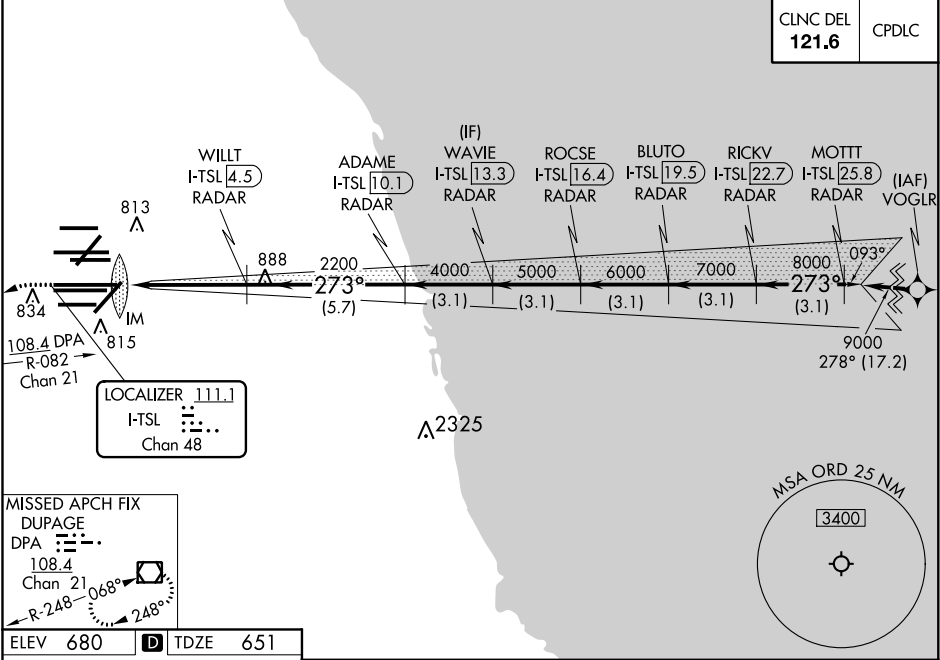 CLNC DEL
121.6
CPDLC
(IF)
WILLT
I-TSL 4.5
RADAR
ADAME
I-TSL 10.1
RADAR
WAVIE
I-TSL 13.3
RADAR
ROCSE
I-TSL 16.4
RADAR
BLUTO
I-TSL 19.5
RADAR
RICKV
I-TSL 22.7
RADAR
MOTTT
I-TSL 25.8
RADAR
(IAF)
VOGLR
813
888
2200
273°
(5.7)
4000
(3.1)
5000
(3.1)
6000
(3.1)
7000
(3.1)
8000
273°
(3.1)
093°
9000
278° (17.2)
834
815
IM
108.4 DPA
R-082
Chan 21
LOCALIZER 111.1
I-TSL
Chan 48
2325
MISSED APCH FIX
DUPAGE
DPA
108.4
Chan 21
R-248
068°
248°
MSA ORD 25 NM
3400
ELEV 680 D TDZE 651